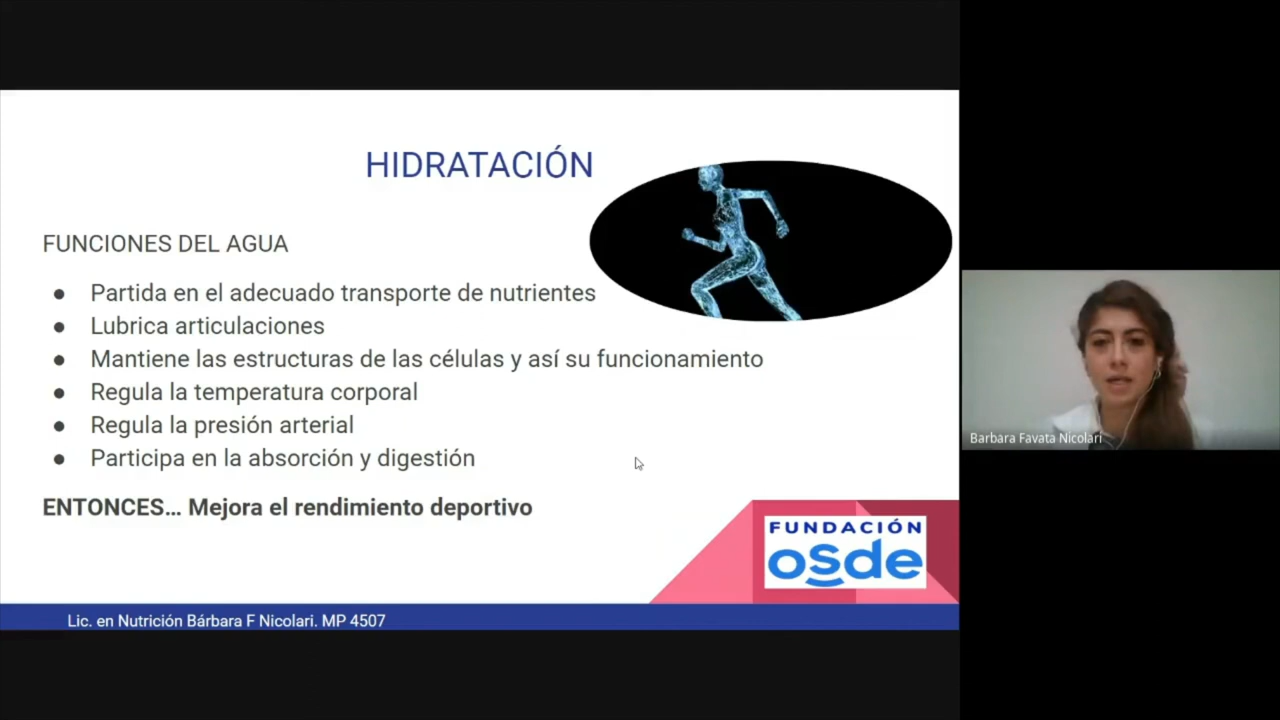 HIDRATACIÓN
FUNCIONES DEL AGUA
● Partida en el adecuado transporte de nutrientes
● Lubrica articulaciones
● Mantiene las estructuras de las células y así su funcionamiento
● Regula la temperatura corporal
● Regula la presión arterial
● Participa en la absorción y digestión
ENTONCES... Mejora el rendimiento deportivo
FUNDACIÓN
osde
Lic. en Nutrición Bárbara F Nicolari. MP 4507
Barbara Favata Nicolari